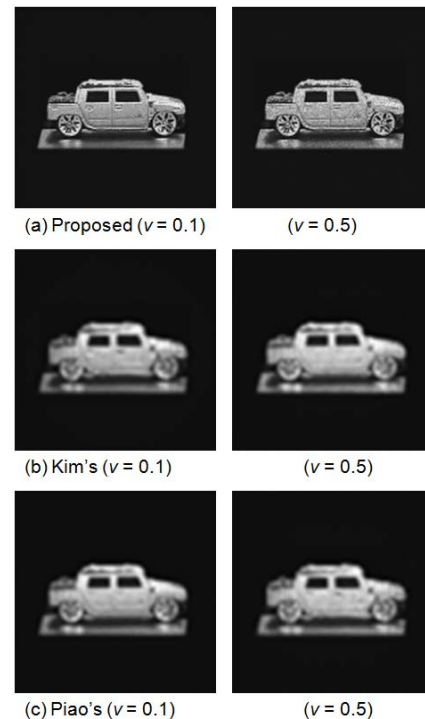 (a) Proposed (v = 0.1) (v = 0.5)
(b) Kim's (v = 0.1) (v = 0.5)
(c) Piao's (v = 0.1) (v = 0.5)